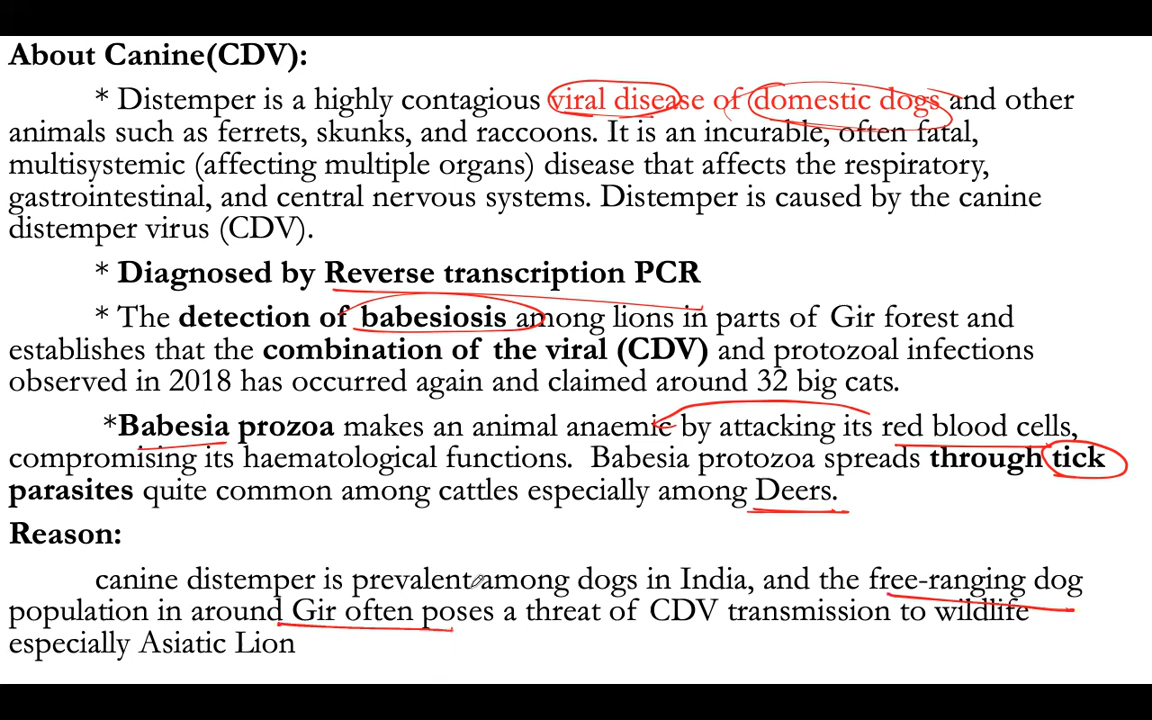 About Canine(CDV):
* Distemper is a highly contagious viral disease of domestic dogs and other
animals such as ferrets, skunks, and raccoons. It is an incurable, often fatal,
multisystemic (affecting multiple organs) disease that affects the respiratory,
gastrointestinal, and central nervous systems. Distemper is caused by the canine
distemper virus (CDV).
* Diagnosed by Reverse transcription PCR
* The detection of babesiosis among lions in parts of Gir forest and
establishes that the combination of the viral (CDV) and protozoal infections
observed in 2018 has occurred again and claimed around 32 big cats.
*Babesia prozoa makes an animal anaemic by attacking its red blood cells,
compromising its haematological functions. Babesia protozoa spreads through tick
parasites quite common among cattles especially among Deers.
Reason:
canine distemper is prevalent among dogs in India, and the free-ranging dog
population in around Gir often poses a threat of CDV transmission to wildlife
especially Asiatic Lion